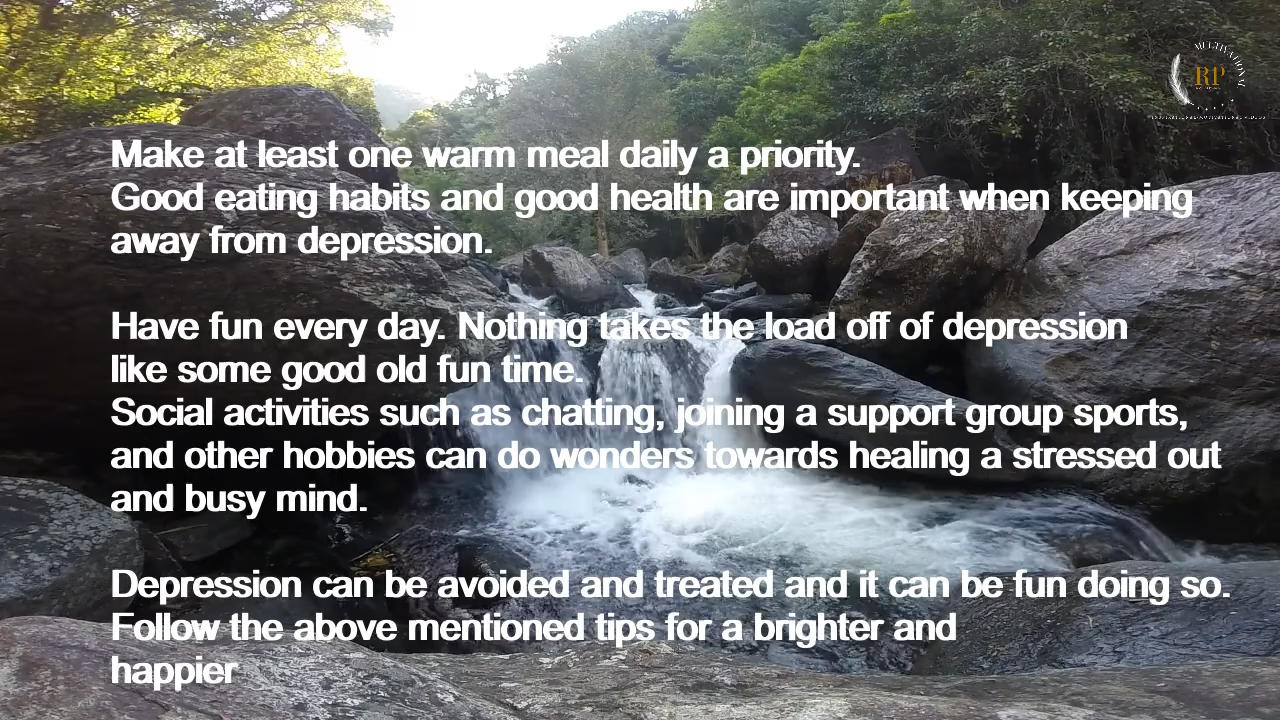 MULTIVATIONAL
RP
INSPIRATIONAL/MOTIVATIONAL VIDEOS
Make at least one warm meal daily a priority.
Good eating habits and good health are important when keeping
away from depression.
Have fun every day. Nothing takes the load off of depression
like some good old fun time.
Social activities such as chatting, joining a support group sports,
and other hobbies can do wonders towards healing a stressed out
and busy mind.
Depression can be avoided and treated and it can be fun doing so.
Follow the above mentioned tips for a brighter and
happier